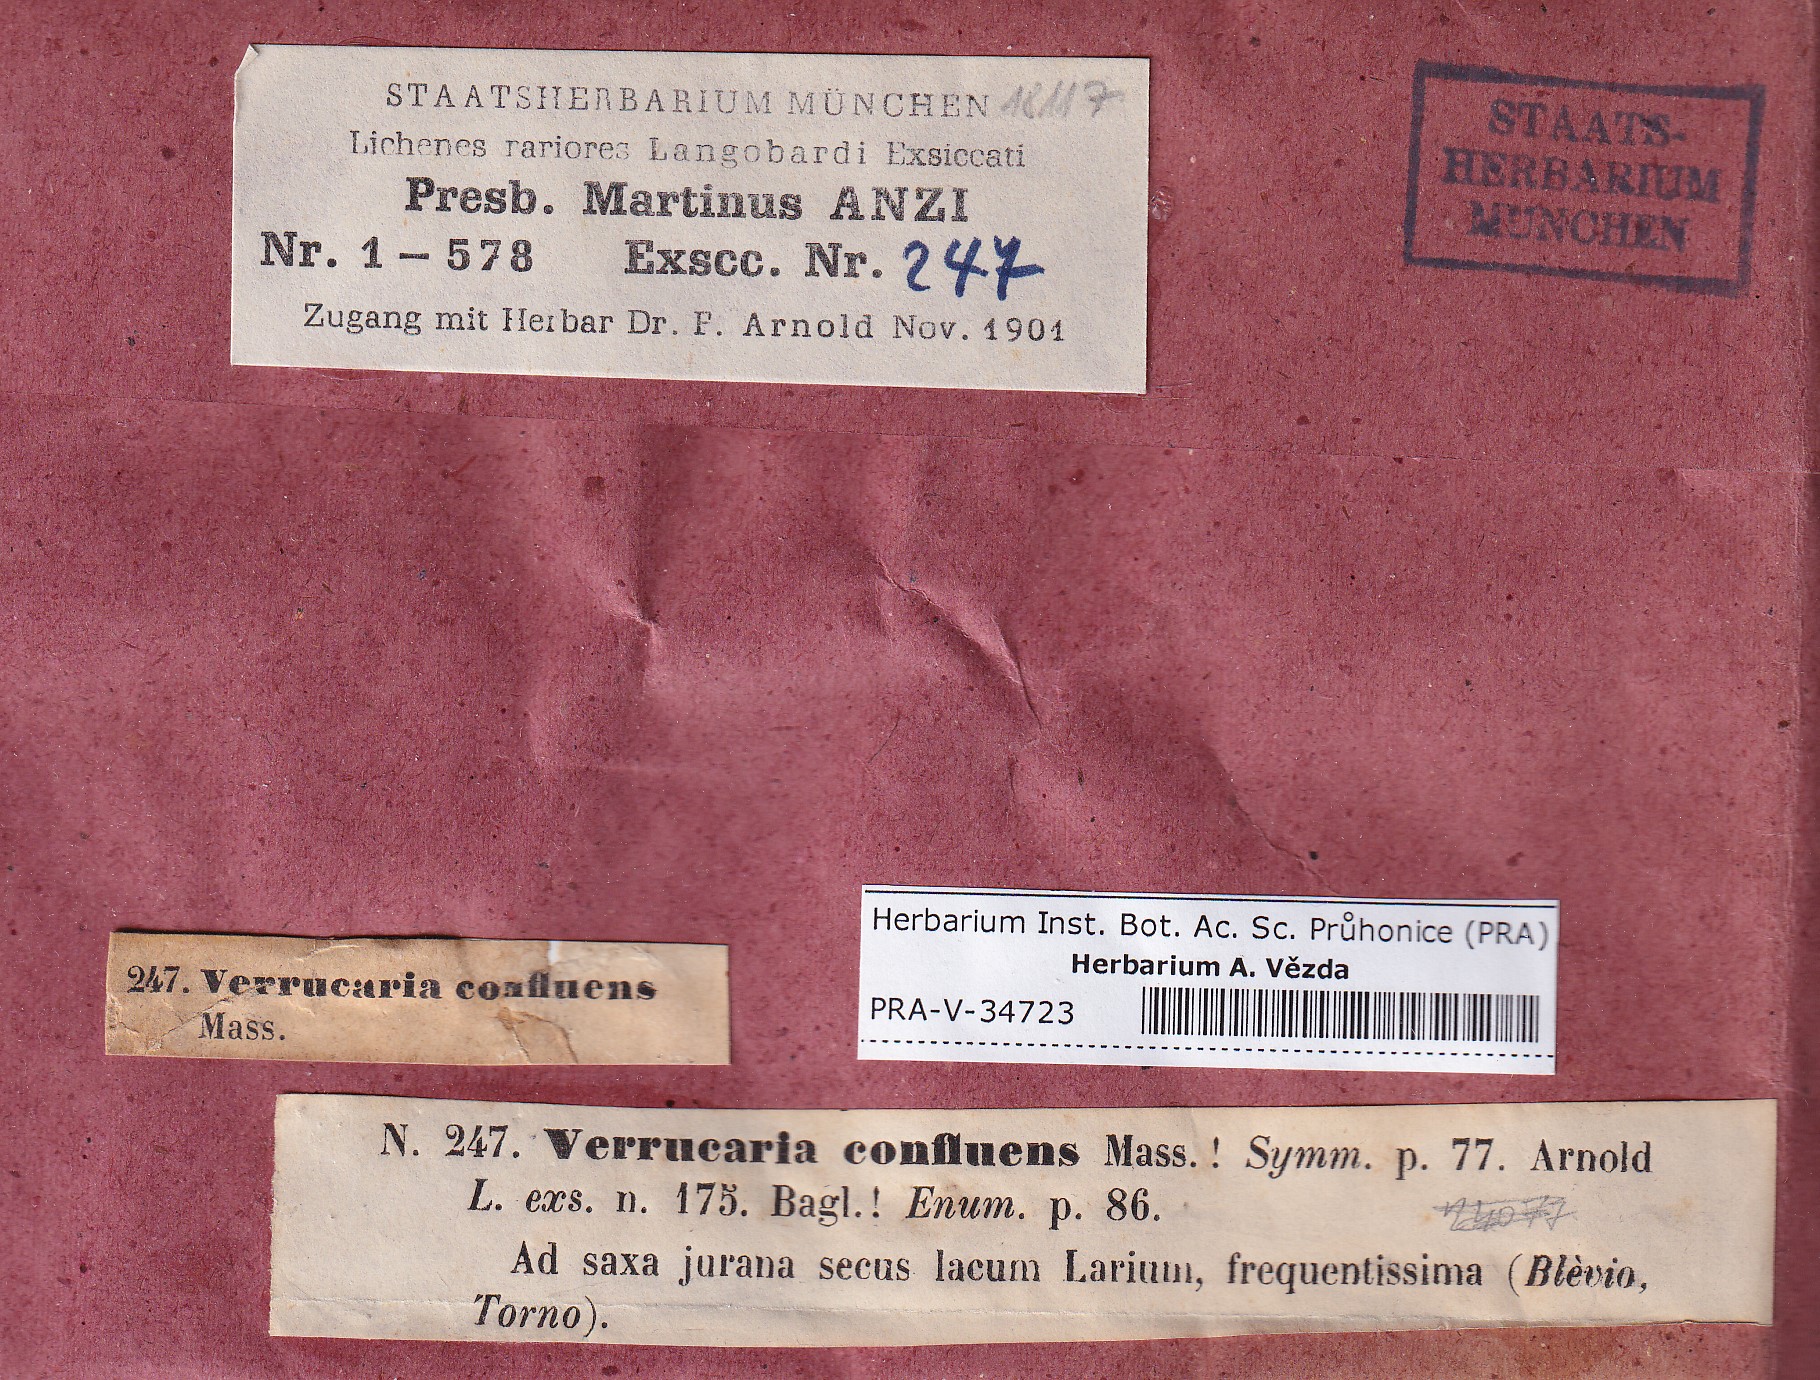 STAATSHERBARIUM MÜNCHEN
Lichenes rariores Langobardi Exsiccati
Presb. Martinus ANZI
Nr. 1 – 578 Exscc. Nr. 247
Zugang mit Herbar Dr. F. Arnold Nov. 1901
STAATS-
HERBARIUM
MÜNCHEN
Herbarium Inst. Bot. Ac. Sc. Průhonice (PRA)
Herbarium A. Vězda
PRA-V-34723
247. Verrucaria confluens
Mass.
N. 247. Verrucaria confluens Mass.! Symm. p. 77. Arnold
L. exs. n. 175. Bagl.! Enum. p. 86.
Ad saxa jurana secus lacum Larium, frequentissima (Blèvio,
Torno).